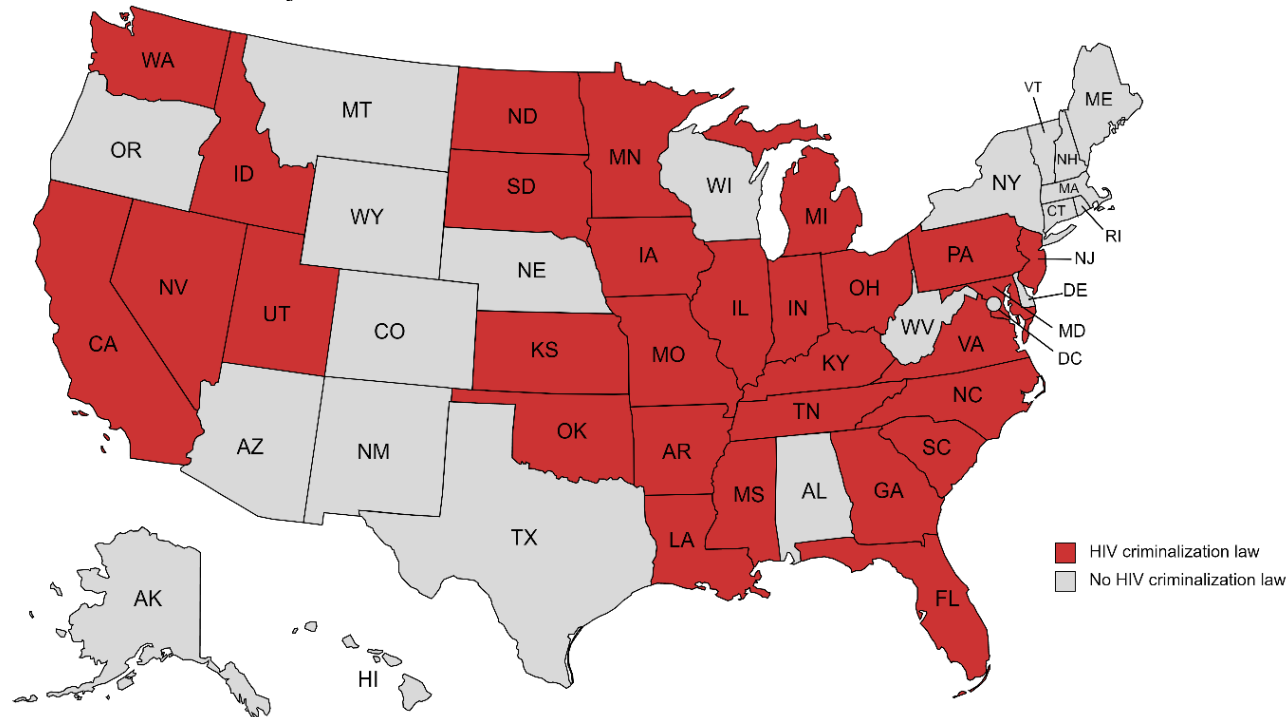 WA
MT
ND
MN
VT
ME
OR
ID
SD
WI
NH
NY
MA
MI
CT
WY
RI
IA
PA
NJ
NE
NV
OH
DE
UT
IL
IN
CO
WV
MD
CA
KS
MO
VA
DC
KY
NC
TN
AZ
NM
OK
AR
SC
MS
AL
GA
TX
LA
HIV criminalization law
No HIV criminalization law
AK
FL
HI